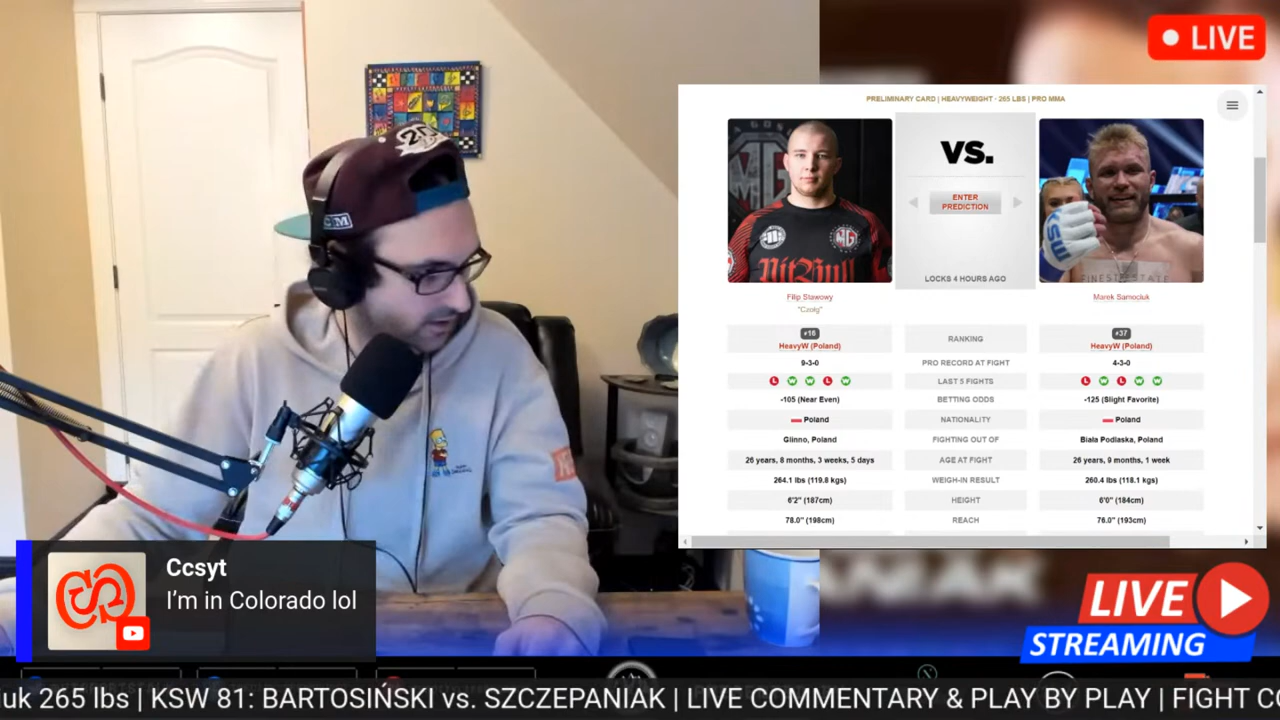 LIVE
PRELIMINARY CARD | HEAVYWEIGHT · 265 LBS | PRO MMA
VS.
ENTER
PREDICTION
LOCKS 4 HOURS AGO
PitBull
KSW
FINEST STATE
Filip Stawowy
Marek Samociuk
"Czołg"
#16
RANKING
#37
HeavyW (Poland)
HeavyW (Poland)
9-3-0
PRO RECORD AT FIGHT
4-3-0
L W W L W
LAST 5 FIGHTS
L W L W W
-105 (Near Even)
BETTING ODDS
-125 (Slight Favorite)
Poland
NATIONALITY
Poland
Glinno, Poland
FIGHTING OUT OF
Biała Podlaska, Poland
26 years, 8 months, 3 weeks, 5 days
AGE AT FIGHT
26 years, 9 months, 1 week
264.1 lbs (119.8 kgs)
WEIGH-IN RESULT
260.4 lbs (118.1 kgs)
6'2" (187cm)
HEIGHT
6'0" (184cm)
78.0" (198cm)
REACH
76.0" (193cm)
Ccsyt
I'm in Colorado lol
LIVE
STREAMING
uk 265 lbs | KSW 81: BARTOSIŃSKI vs. SZCZEPANIAK | LIVE COMMENTARY & PLAY BY PLAY | FIGHT CO